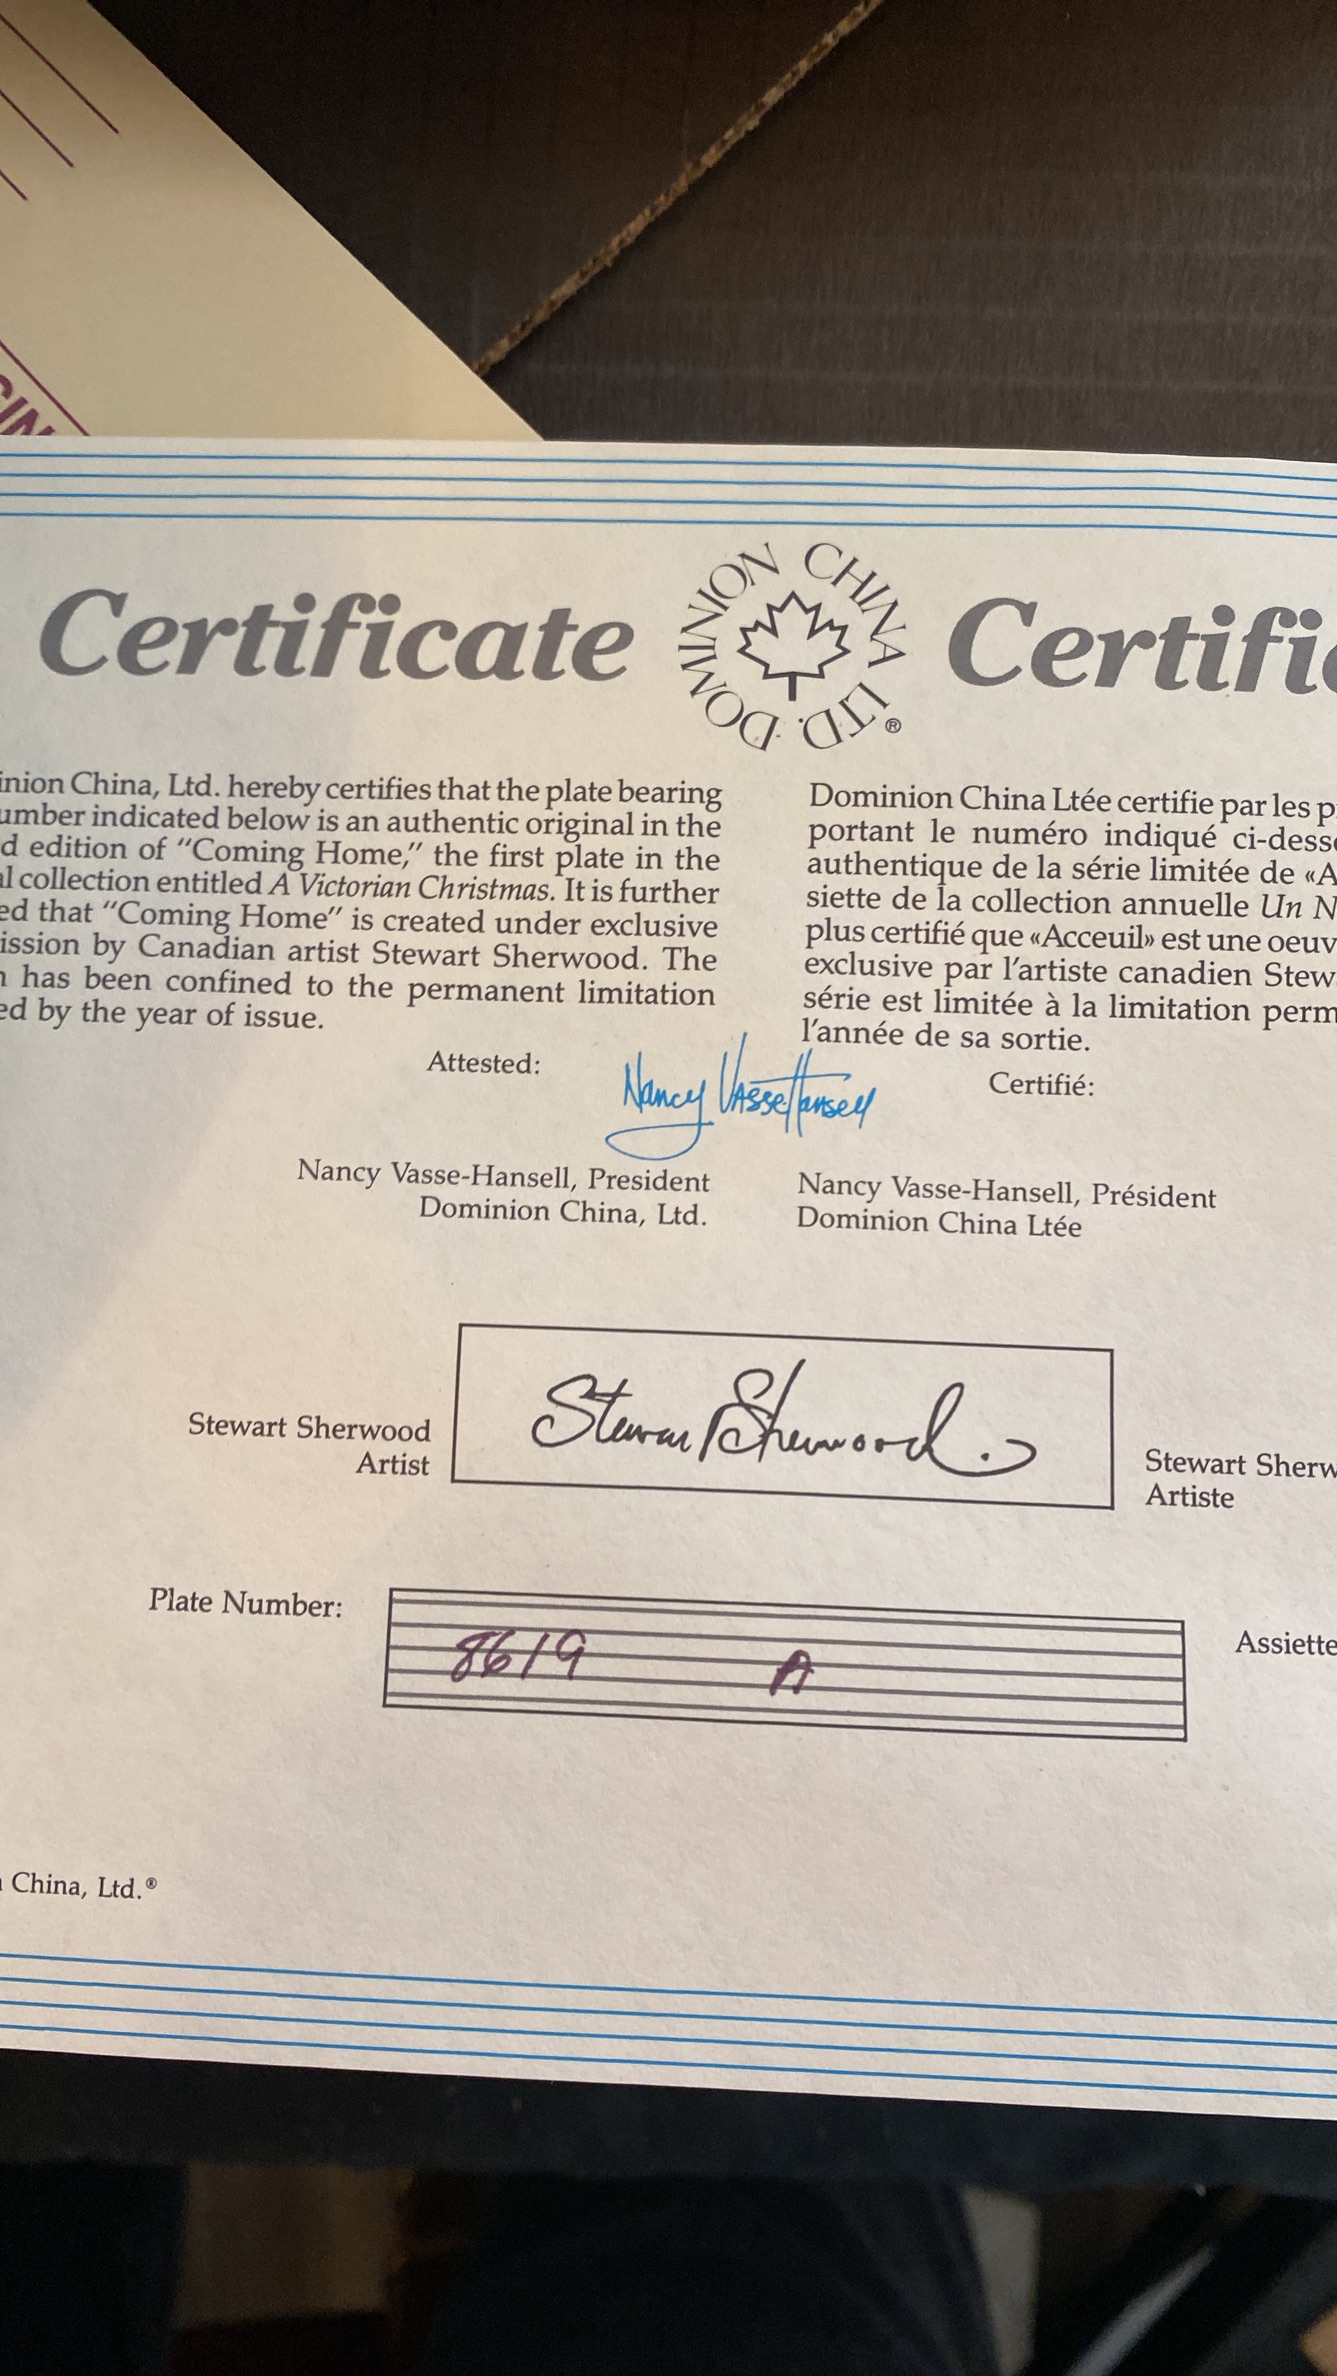 Certificate
DOMINION CHINA LTD.®
inion China, Ltd. hereby certifies that the plate bearing
umber indicated below is an authentic original in the
d edition of “Coming Home,” the first plate in the
al collection entitled A Victorian Christmas. It is further
ed that “Coming Home” is created under exclusive
ission by Canadian artist Stewart Sherwood. The
has been confined to the permanent limitation
ed by the year of issue.
Certific
Dominion China Ltée certifie par les p
portant le numéro indiqué ci-desso
authentique de la série limitée de «A
siette de la collection annuelle Un N
plus certifié que «Acceuil» est une oeuv
exclusive par l’artiste canadien Stew
série est limitée à la limitation perm
l’année de sa sortie.
Attested:
Nancy Vasse-Hansell
Certifié:
Nancy Vasse-Hansell, President
Dominion China, Ltd.
Nancy Vasse-Hansell, Président
Dominion China Ltée
Stewart Sherwood
Artist
Stewart Sherwood
Stewart Sherw
Artiste
Plate Number:
8619 A
Assiette
China, Ltd.®